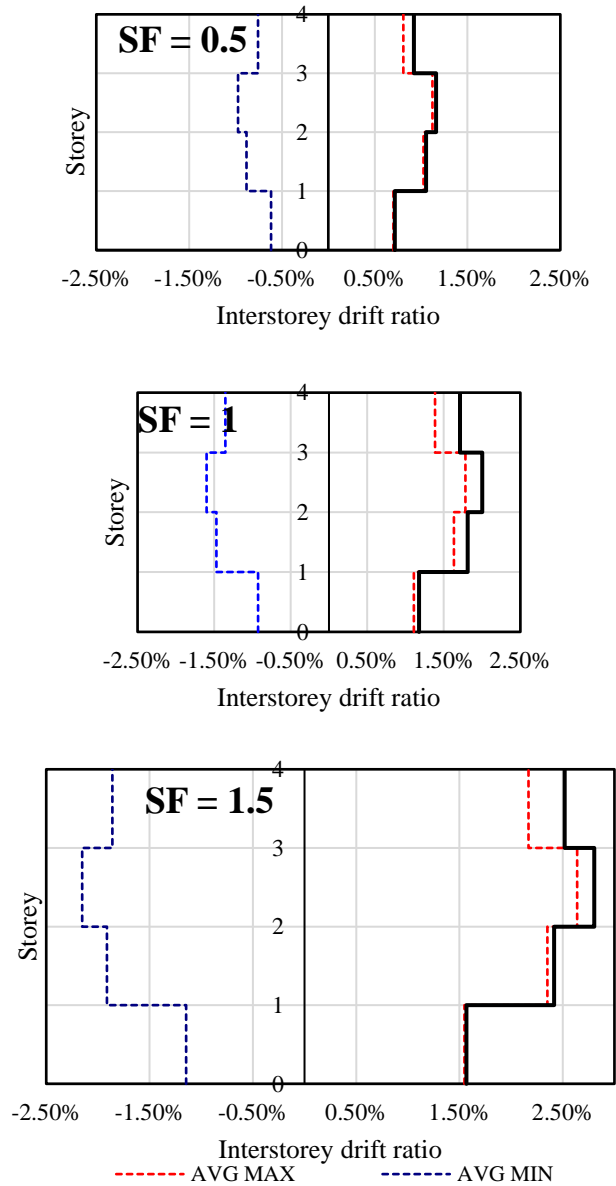 4
SF = 0.5
3
Storey
2
1
0
-2.50% -1.50% -0.50% 0.50% 1.50% 2.50%
Interstorey drift ratio
4
SF = 1
3
Storey
2
1
0
-2.50% -1.50% -0.50% 0.50% 1.50% 2.50%
Interstorey drift ratio
4
SF = 1.5
3
Storey
2
1
0
-2.50% -1.50% -0.50% 0.50% 1.50% 2.50%
Interstorey drift ratio
AVG MAX AVG MIN